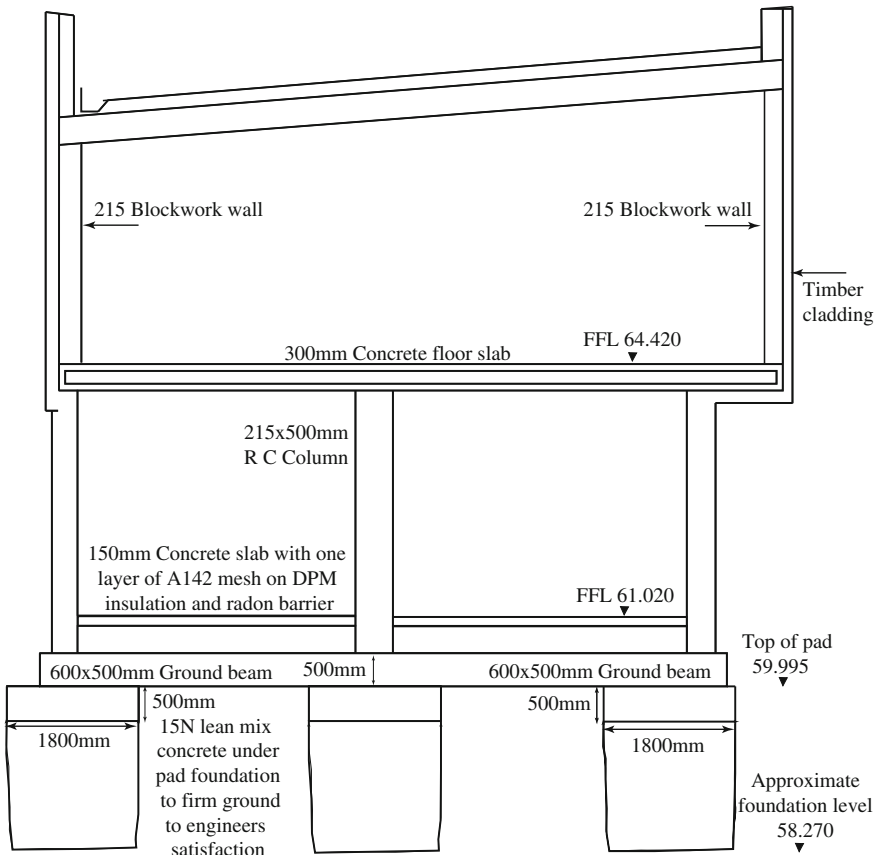 215 Blockwork wall
215 Blockwork wall
Timber
cladding
FFL 64.420
300mm Concrete floor slab
215x500mm
R C Column
150mm Concrete slab with one
layer of A142 mesh on DPM
insulation and radon barrier
FFL 61.020
Top of pad
59.995
600x500mm Ground beam
500mm
600x500mm Ground beam
500mm
500mm
1800mm
15N lean mix
concrete under
pad foundation
to firm ground
to engineers
satisfaction
1800mm
Approximate
foundation level
58.270